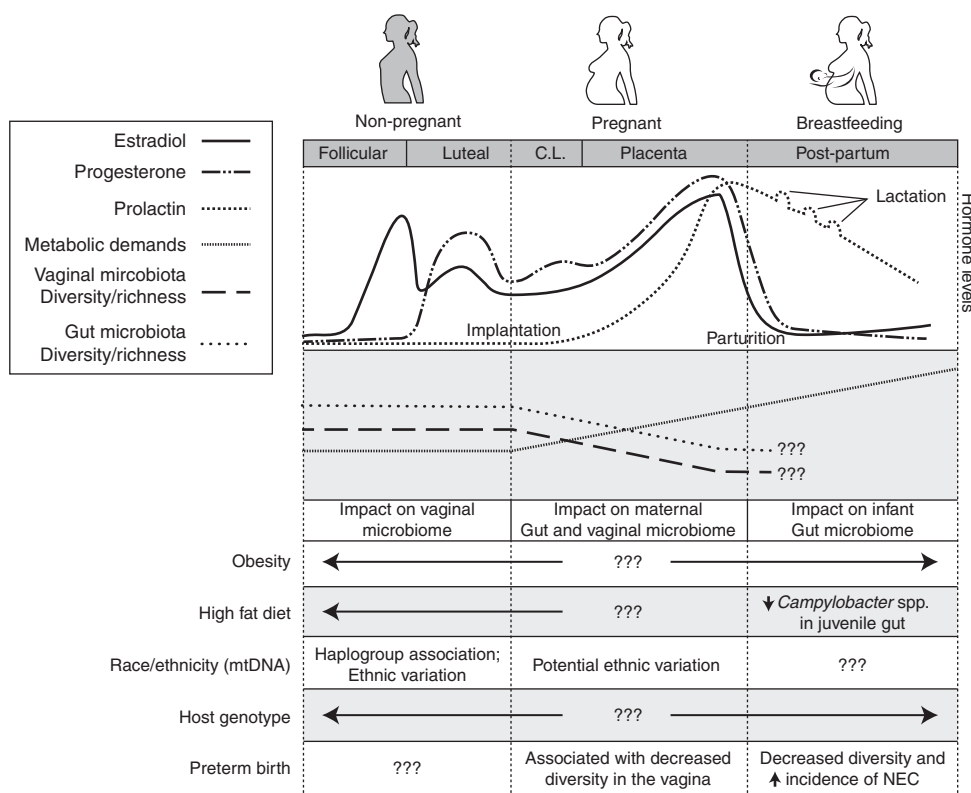 Non-pregnant
Pregnant
Breastfeeding
Follicular
Luteal
C.L.
Placenta
Post-partum
Estradiol
Progesterone
Prolactin
Metabolic demands
Vaginal mircobiota
Diversity/richness
Gut microbiota
Diversity/richness
Lactation
Hormone levels
Implantation
Parturition
???
???
Impact on vaginal
microbiome
Impact on maternal
Gut and vaginal microbiome
Impact on infant
Gut microbiome
Obesity
???
High fat diet
???
Campylobacter spp.
in juvenile gut
Race/ethnicity (mtDNA)
Haplogroup association;
Ethnic variation
Potential ethnic variation
???
Host genotype
???
Preterm birth
???
Associated with decreased
diversity in the vagina
Decreased diversity and
incidence of NEC